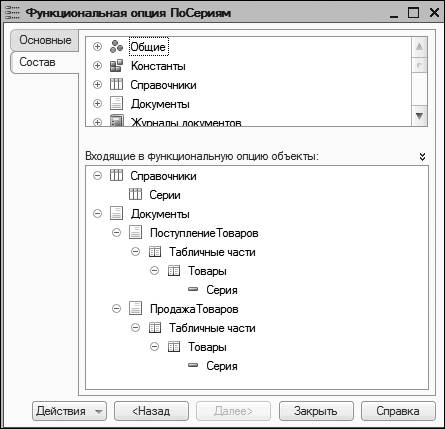 Функциональная опция ПоСериям
Основные
Состав
Общие
Константы
Справочники
Документы
Журналы документов
Входящие в функциональную опцию объекты:
Справочники
Серии
Документы
ПоступлениеТоваров
Табличные части
Товары
Серия
ПродажаТоваров
Табличные части
Товары
Серия
Действия
<Назад
Далее>
Закрыть
Справка